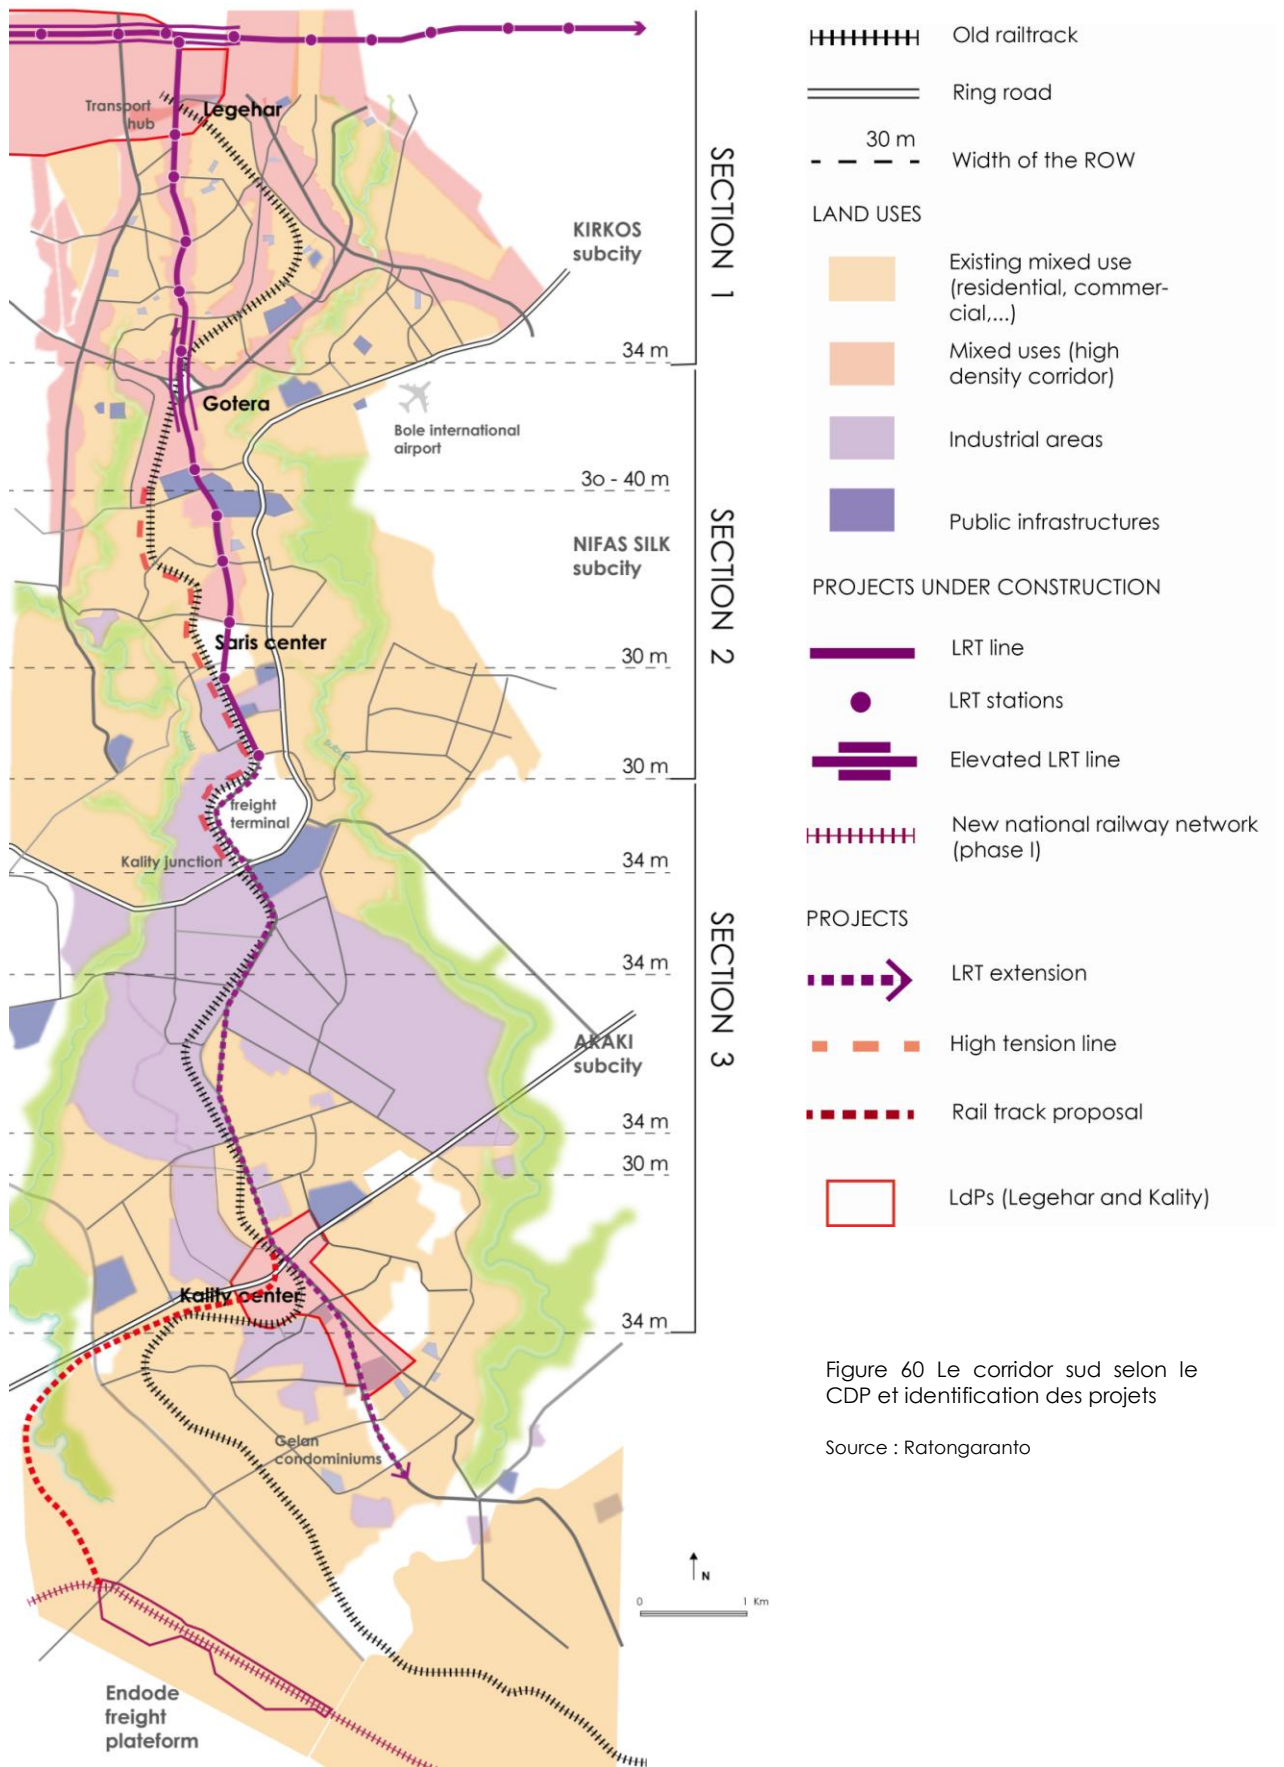 Transport
hub
Legehar
KIRKOS
subcity
34 m
Gotera
Bole international
airport
3o - 40 m
NIFAS SILK
subcity
Saris center
30 m
30 m
freight
terminal
Kality junction
34 m
34 m
AKAKI
subcity
34 m
30 m
Kality center
34 m
Gelan
condominiums
Endode
freight
plateform
SECTION 1
SECTION 2
SECTION 3
N
0 1 Km
Old railtrack
Ring road
30 m
Width of the ROW
LAND USES
Existing mixed use
(residential, commer-
cial,...)
Mixed uses (high
density corridor)
Industrial areas
Public infrastructures
PROJECTS UNDER CONSTRUCTION
LRT line
LRT stations
Elevated LRT line
New national railway network
(phase I)
PROJECTS
LRT extension
High tension line
Rail track proposal
LdPs (Legehar and Kality)
Figure 60 Le corridor sud selon le
CDP et identification des projets
Source : Ratongaranto